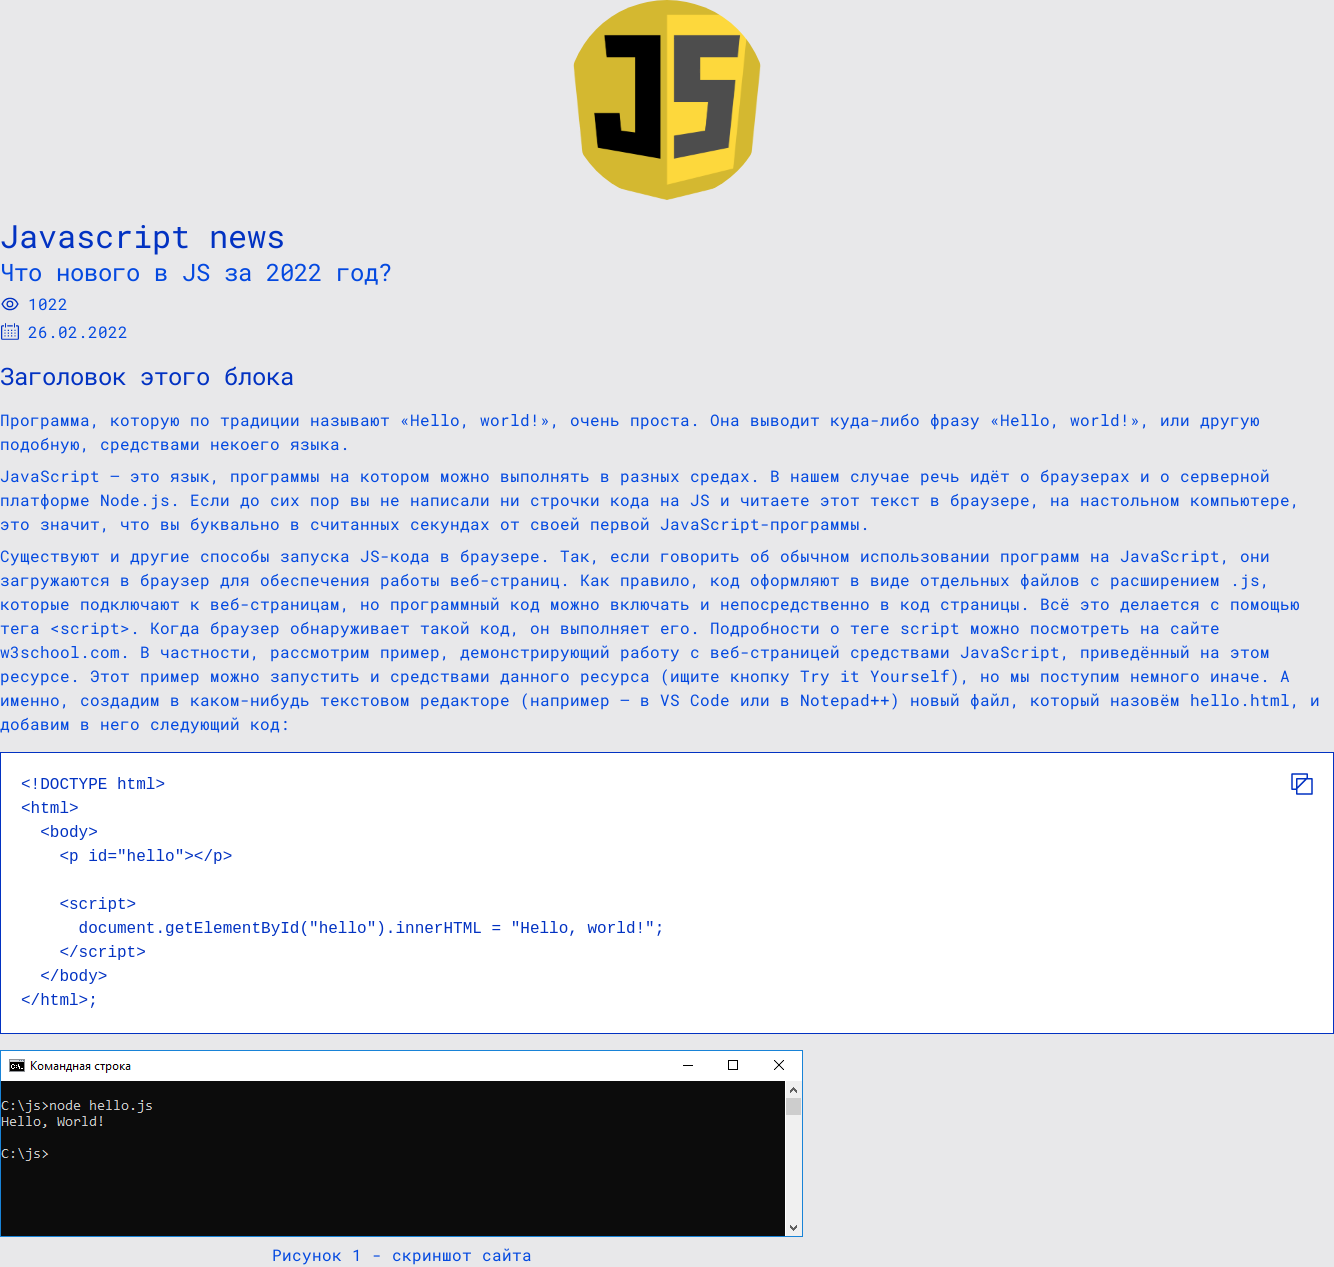 JS
Javascript news
Что нового в JS за 2022 год?
1022
26.02.2022
Заголовок этого блока
Программа, которую по традиции называют «Hello, world!», очень проста. Она выводит куда-либо фразу «Hello, world!», или другую
подобную, средствами некоего языка.
JavaScript — это язык, программы на котором можно выполнять в разных средах. В нашем случае речь идёт о браузерах и о серверной
платформе Node.js. Если до сих пор вы не написали ни строчки кода на JS и читаете этот текст в браузере, на настольном компьютере,
это значит, что вы буквально в считанных секундах от своей первой JavaScript-программы.
Существуют и другие способы запуска JS-кода в браузере. Так, если говорить об обычном использовании программ на JavaScript, они
загружаются в браузер для обеспечения работы веб-страниц. Как правило, код оформляют в виде отдельных файлов с расширением .js,
которые подключают к веб-страницам, но программный код можно включать и непосредственно в код страницы. Всё это делается с помощью
тега <script>. Когда браузер обнаруживает такой код, он выполняет его. Подробности о теге script можно посмотреть на сайте
w3school.com. В частности, рассмотрим пример, демонстрирующий работу с веб-страницей средствами JavaScript, приведённый на этом
ресурсе. Этот пример можно запустить и средствами данного ресурса (ищите кнопку Try it Yourself), но мы поступим немного иначе. А
именно, создадим в каком-нибудь текстовом редакторе (например — в VS Code или в Notepad++) новый файл, который назовём hello.html, и
добавим в него следующий код:
<!DOCTYPE html>
<html>
  <body>
    <p id="hello"></p>
    <script>
      document.getElementById("hello").innerHTML = "Hello, world!";
    </script>
  </body>
</html>;
Командная строка
C:\js>node hello.js
Hello, World!
C:\js>
Рисунок 1 - скриншот сайта